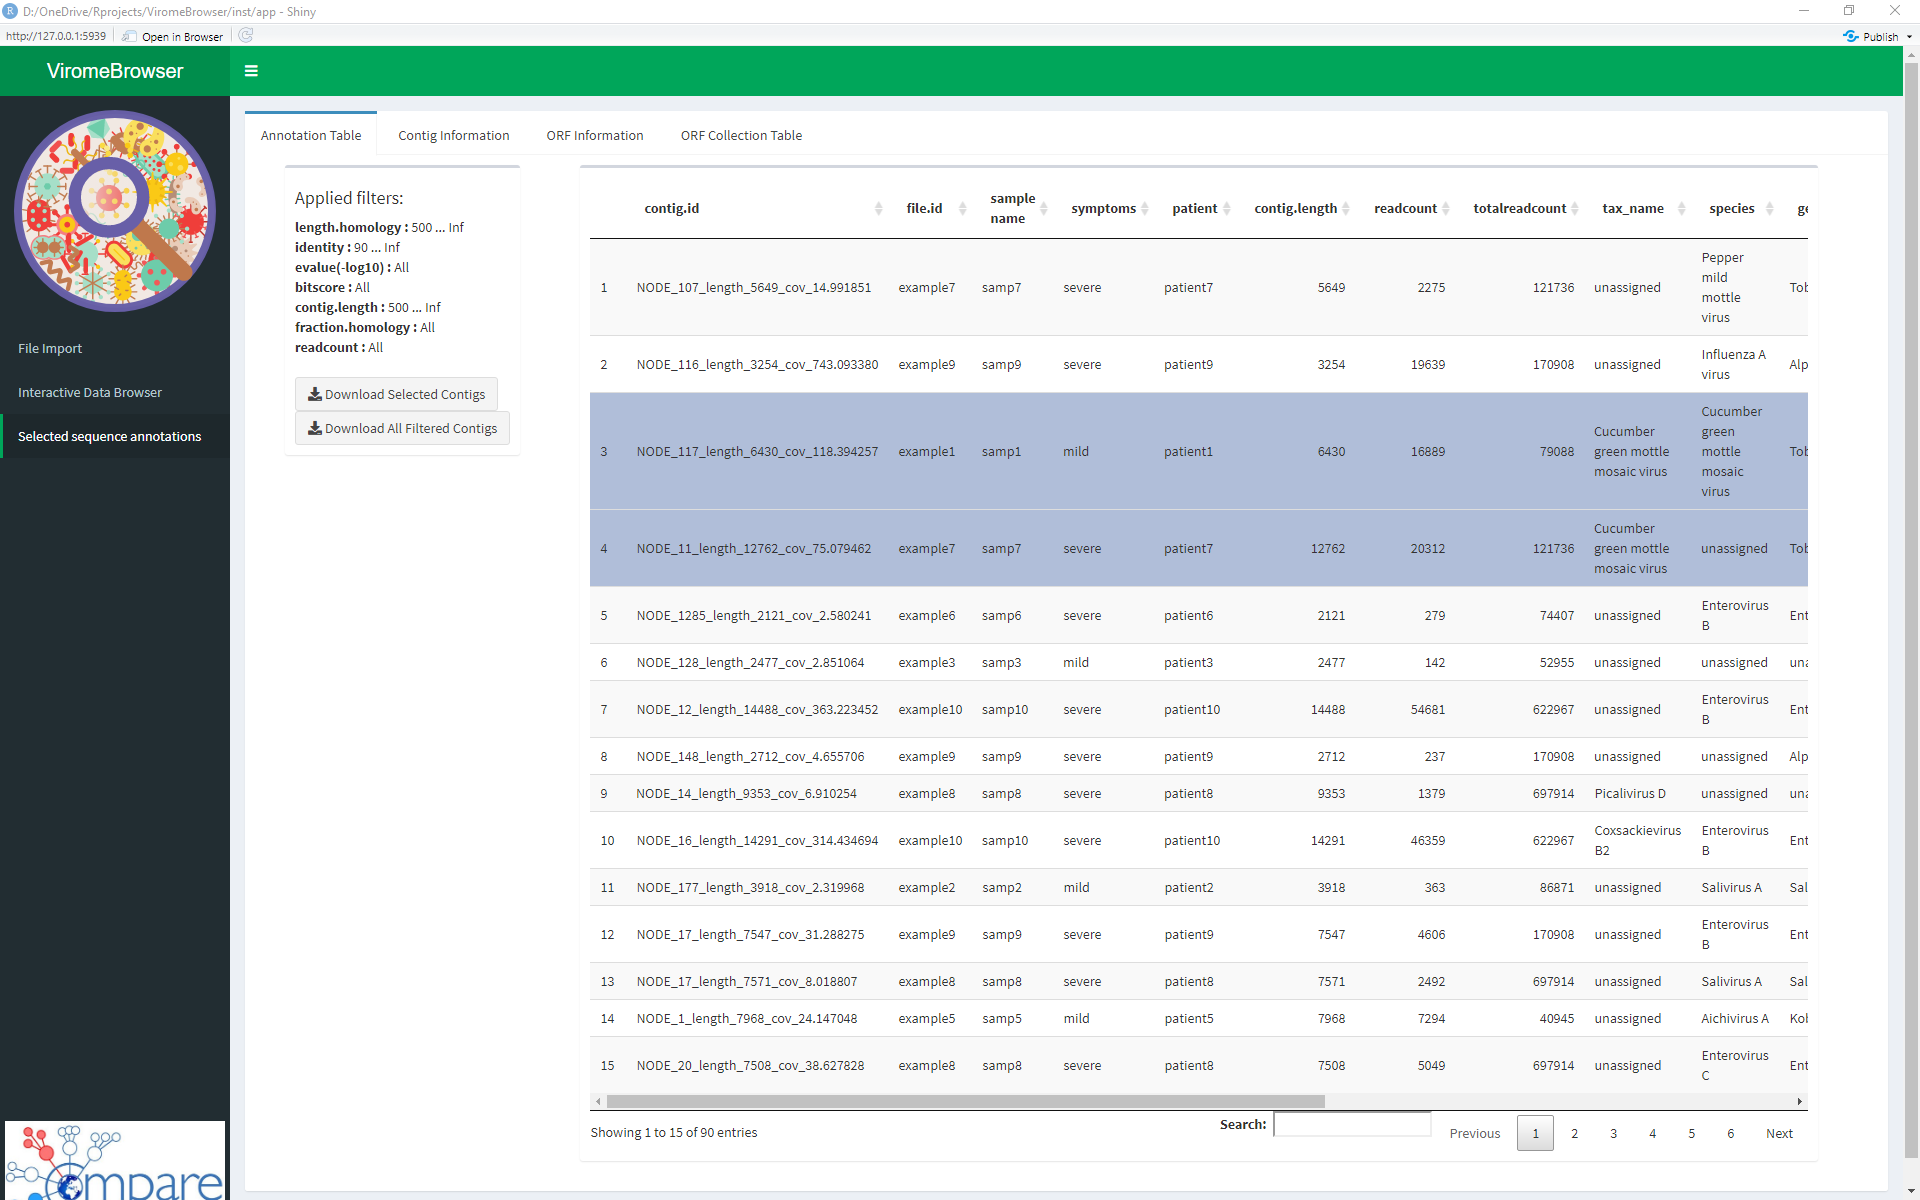 D:/OneDrive/Rprojects/ViromeBrowser/inst/app - Shiny
http://127.0.0.1:5939 Open in Browser Publish
ViromeBrowser
File Import
Interactive Data Browser
Selected sequence annotations
Annotation Table Contig Information ORF Information ORF Collection Table
Applied filters:
length.homology : 500 ... Inf
identity : 90 ... Inf
evalue(-log10) : All
bitscore : All
contig.length : 500 ... Inf
fraction.homology : All
readcount : All
Download Selected Contigs
Download All Filtered Contigs
contig.id file.id sample name symptoms patient contig.length readcount totalreadcount tax_name species ge
1 NODE_107_length_5649_cov_14.991851 example7 samp7 severe patient7 5649 2275 121736 unassigned Pepper mild mottle virus Tob
2 NODE_116_length_3254_cov_743.093380 example9 samp9 severe patient9 3254 19639 170908 unassigned Influenza A virus Alp
3 NODE_117_length_6430_cov_118.394257 example1 samp1 mild patient1 6430 16889 79088 Cucumber green mottle mosaic virus Cucumber green mottle mosaic virus Tob
4 NODE_11_length_12762_cov_75.079462 example7 samp7 severe patient7 12762 20312 121736 Cucumber green mottle mosaic virus unassigned Tob
5 NODE_1285_length_2121_cov_2.580241 example6 samp6 severe patient6 2121 279 74407 unassigned Enterovirus B Ent
6 NODE_128_length_2477_cov_2.851064 example3 samp3 mild patient3 2477 142 52955 unassigned unassigned una
7 NODE_12_length_14488_cov_363.223452 example10 samp10 severe patient10 14488 54681 622967 unassigned Enterovirus B Ent
8 NODE_148_length_2712_cov_4.655706 example9 samp9 severe patient9 2712 237 170908 unassigned unassigned Alp
9 NODE_14_length_9353_cov_6.910254 example8 samp8 severe patient8 9353 1379 697914 Picalivirus D unassigned una
10 NODE_16_length_14291_cov_314.434694 example10 samp10 severe patient10 14291 46359 622967 Coxsackievirus B2 Enterovirus B Ent
11 NODE_177_length_3918_cov_2.319968 example2 samp2 mild patient2 3918 363 86871 unassigned Salivirus A Sal
12 NODE_17_length_7547_cov_31.288275 example9 samp9 severe patient9 7547 4606 170908 unassigned Enterovirus B Ent
13 NODE_17_length_7571_cov_8.018807 example8 samp8 severe patient8 7571 2492 697914 unassigned Salivirus A Sal
14 NODE_1_length_7968_cov_24.147048 example5 samp5 mild patient5 7968 7294 40945 unassigned Aichivirus A Kob
15 NODE_20_length_7508_cov_38.627828 example8 samp8 severe patient8 7508 5049 697914 unassigned Enterovirus C Ent
Showing 1 to 15 of 90 entries Search: Previous 1 2 3 4 5 6 Next
ompare